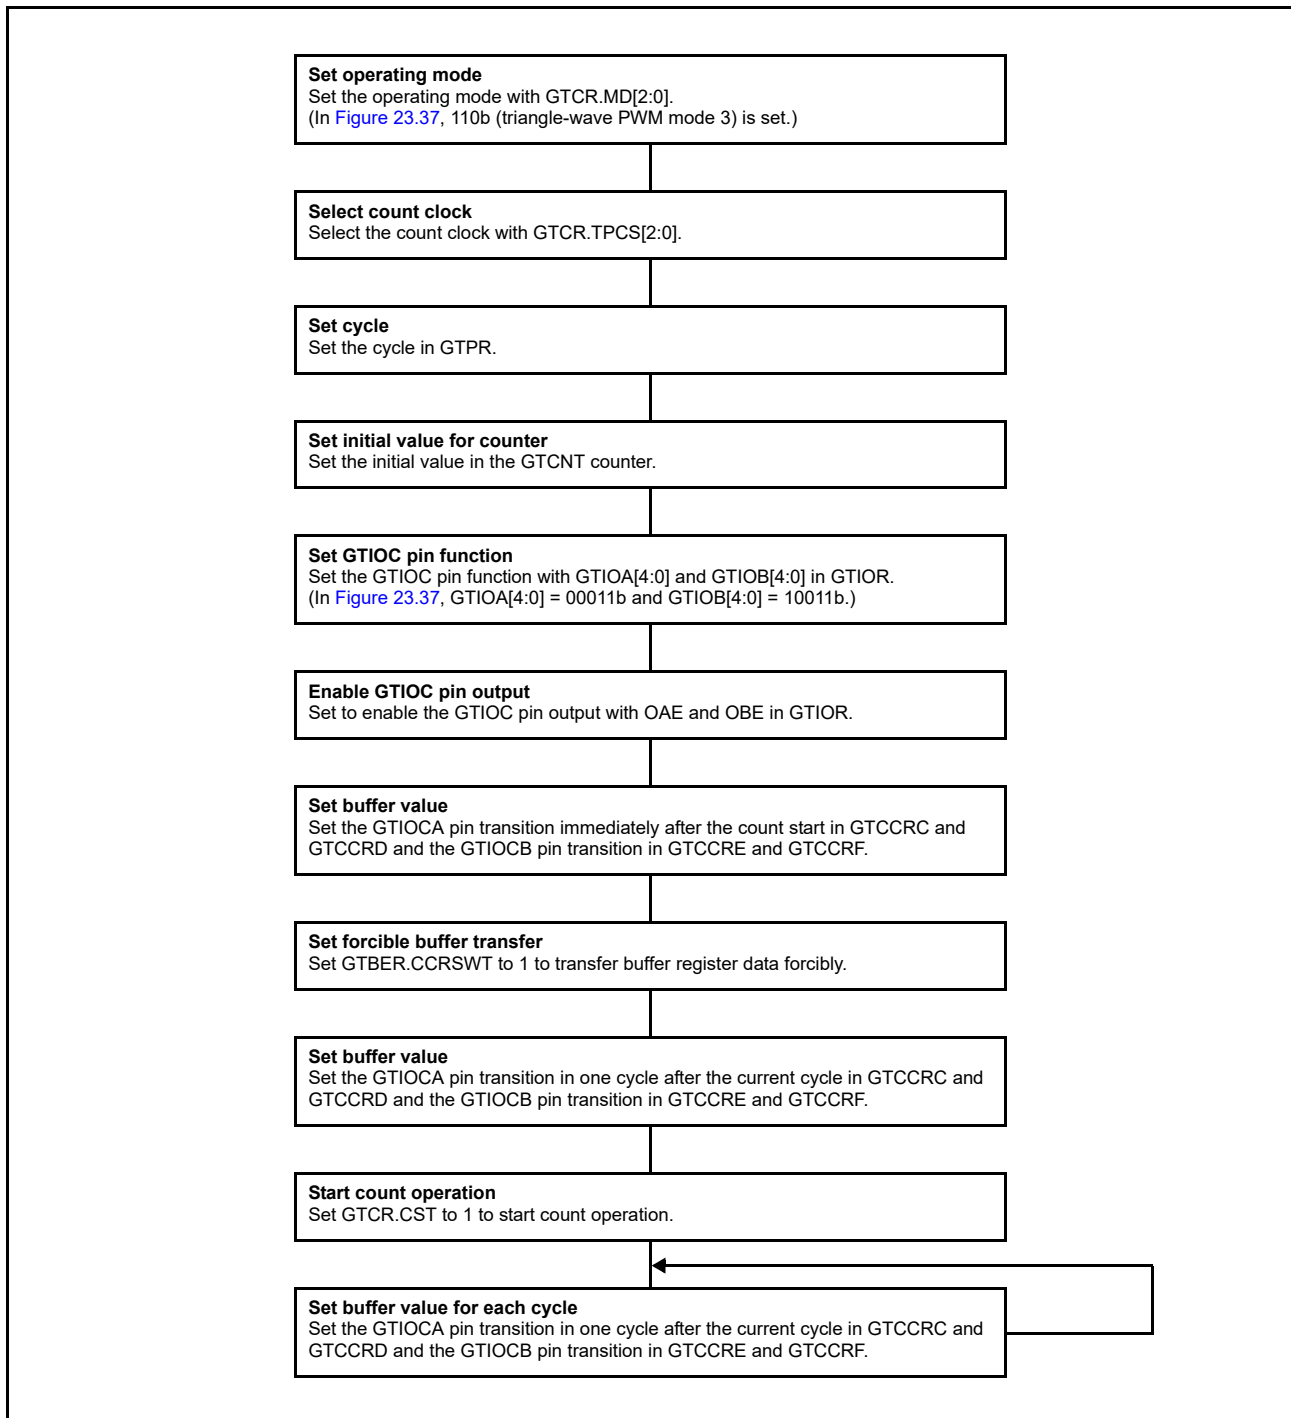 Set operating mode
Set the operating mode with GTCR.MD[2:0].
(In Figure 23.37, 110b (triangle-wave PWM mode 3) is set.)
Select count clock
Select the count clock with GTCR.TPCS[2:0].
Set cycle
Set the cycle in GTPR.
Set initial value for counter
Set the initial value in the GTCNT counter.
Set GTIOC pin function
Set the GTIOC pin function with GTIOA[4:0] and GTIOB[4:0] in GTIOR.
(In Figure 23.37, GTIOA[4:0] = 00011b and GTIOB[4:0] = 10011b.)
Enable GTIOC pin output
Set to enable the GTIOC pin output with OAE and OBE in GTIOR.
Set buffer value
Set the GTIOCA pin transition immediately after the count start in GTCCRC and
GTCCRD and the GTIOCB pin transition in GTCCRE and GTCCRF.
Set forcible buffer transfer
Set GTBER.CCRSWT to 1 to transfer buffer register data forcibly.
Set buffer value
Set the GTIOCA pin transition in one cycle after the current cycle in GTCCRC and
GTCCRD and the GTIOCB pin transition in GTCCRE and GTCCRF.
Start count operation
Set GTCR.CST to 1 to start count operation.
Set buffer value for each cycle
Set the GTIOCA pin transition in one cycle after the current cycle in GTCCRC and
GTCCRD and the GTIOCB pin transition in GTCCRE and GTCCRF.